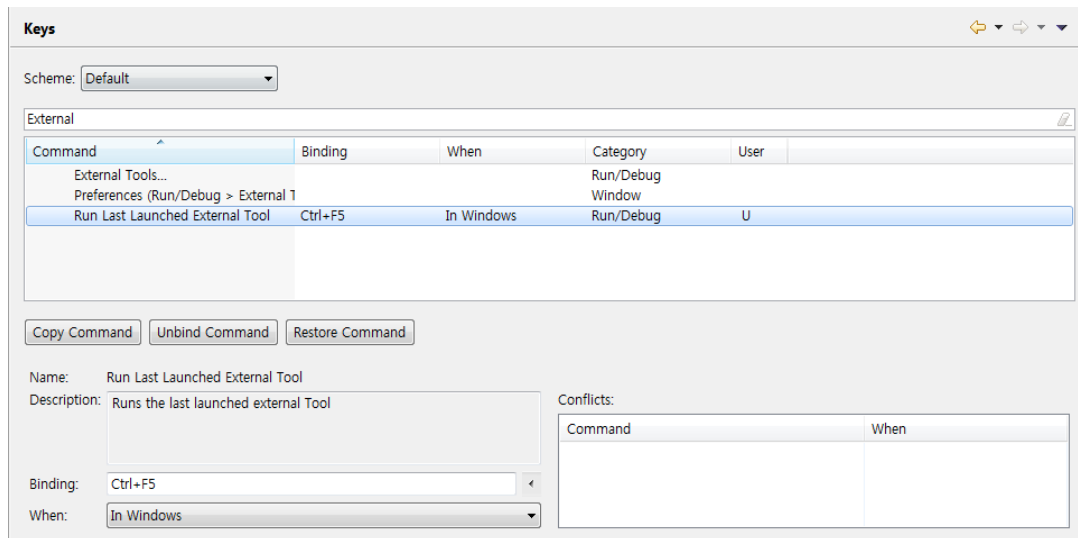 Keys
Scheme: Default
External
Command Binding When Category User
External Tools... Run/Debug
Preferences (Run/Debug > External T Window
Run Last Launched External Tool Ctrl+F5 In Windows Run/Debug U
Copy Command Unbind Command Restore Command
Name: Run Last Launched External Tool
Description: Runs the last launched external Tool
Conflicts:
Command When
Binding: Ctrl+F5
When: In Windows